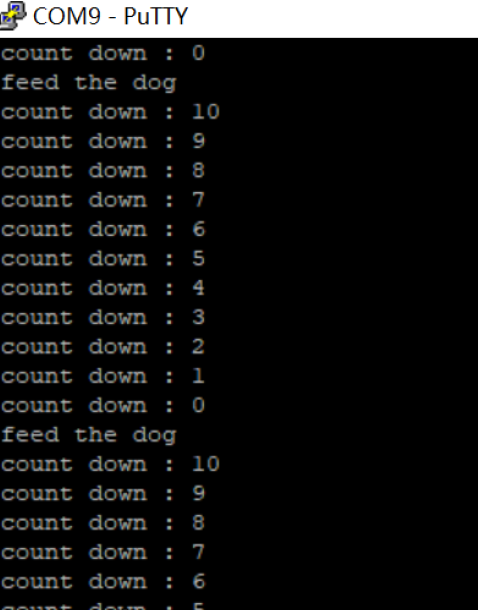 COM9 - PuTTY
count down : 0
feed the dog
count down : 10
count down : 9
count down : 8
count down : 7
count down : 6
count down : 5
count down : 4
count down : 3
count down : 2
count down : 1
count down : 0
feed the dog
count down : 10
count down : 9
count down : 8
count down : 7
count down : 6
count down : 5